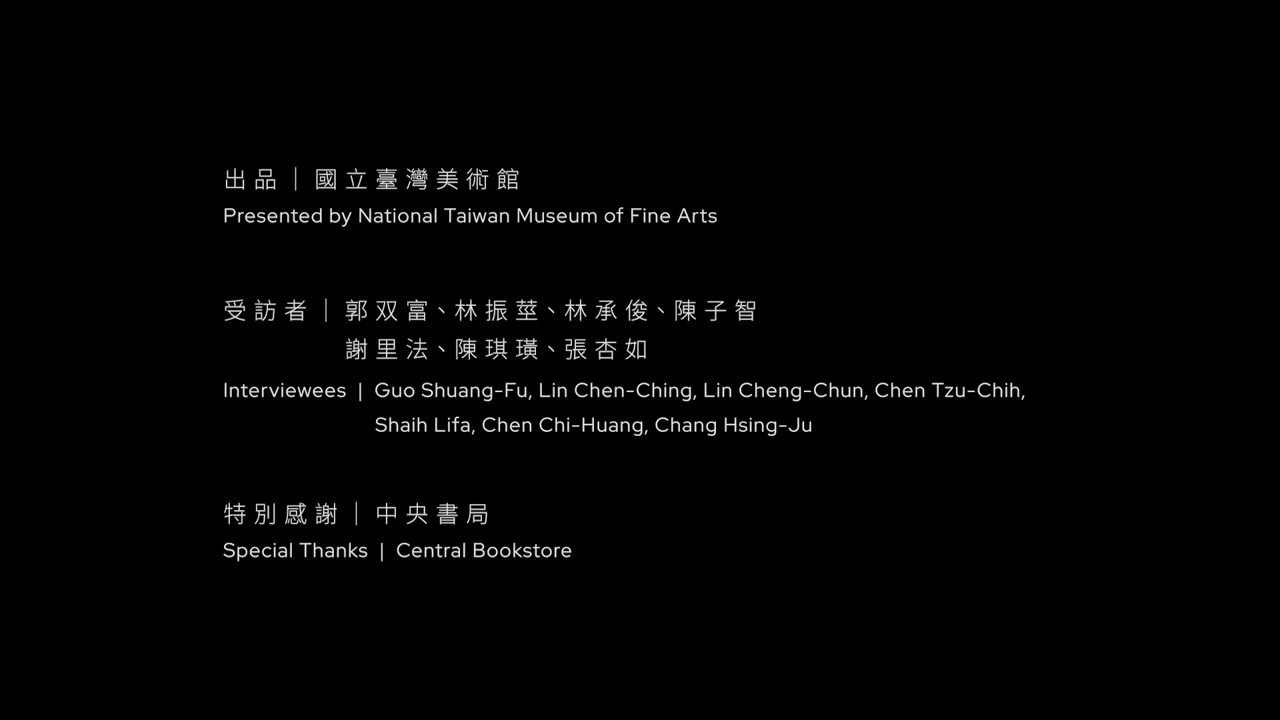 出品｜國立臺灣美術館
Presented by National Taiwan Museum of Fine Arts
受訪者｜郭双富、林振莖、林承俊、陳子智
謝里法、陳琪璜、張杏如
Interviewees | Guo Shuang-Fu, Lin Chen-Ching, Lin Cheng-Chun, Chen Tzu-Chih,
Shaih Lifa, Chen Chi-Huang, Chang Hsing-Ju
特別感謝｜中央書局
Special Thanks | Central Bookstore